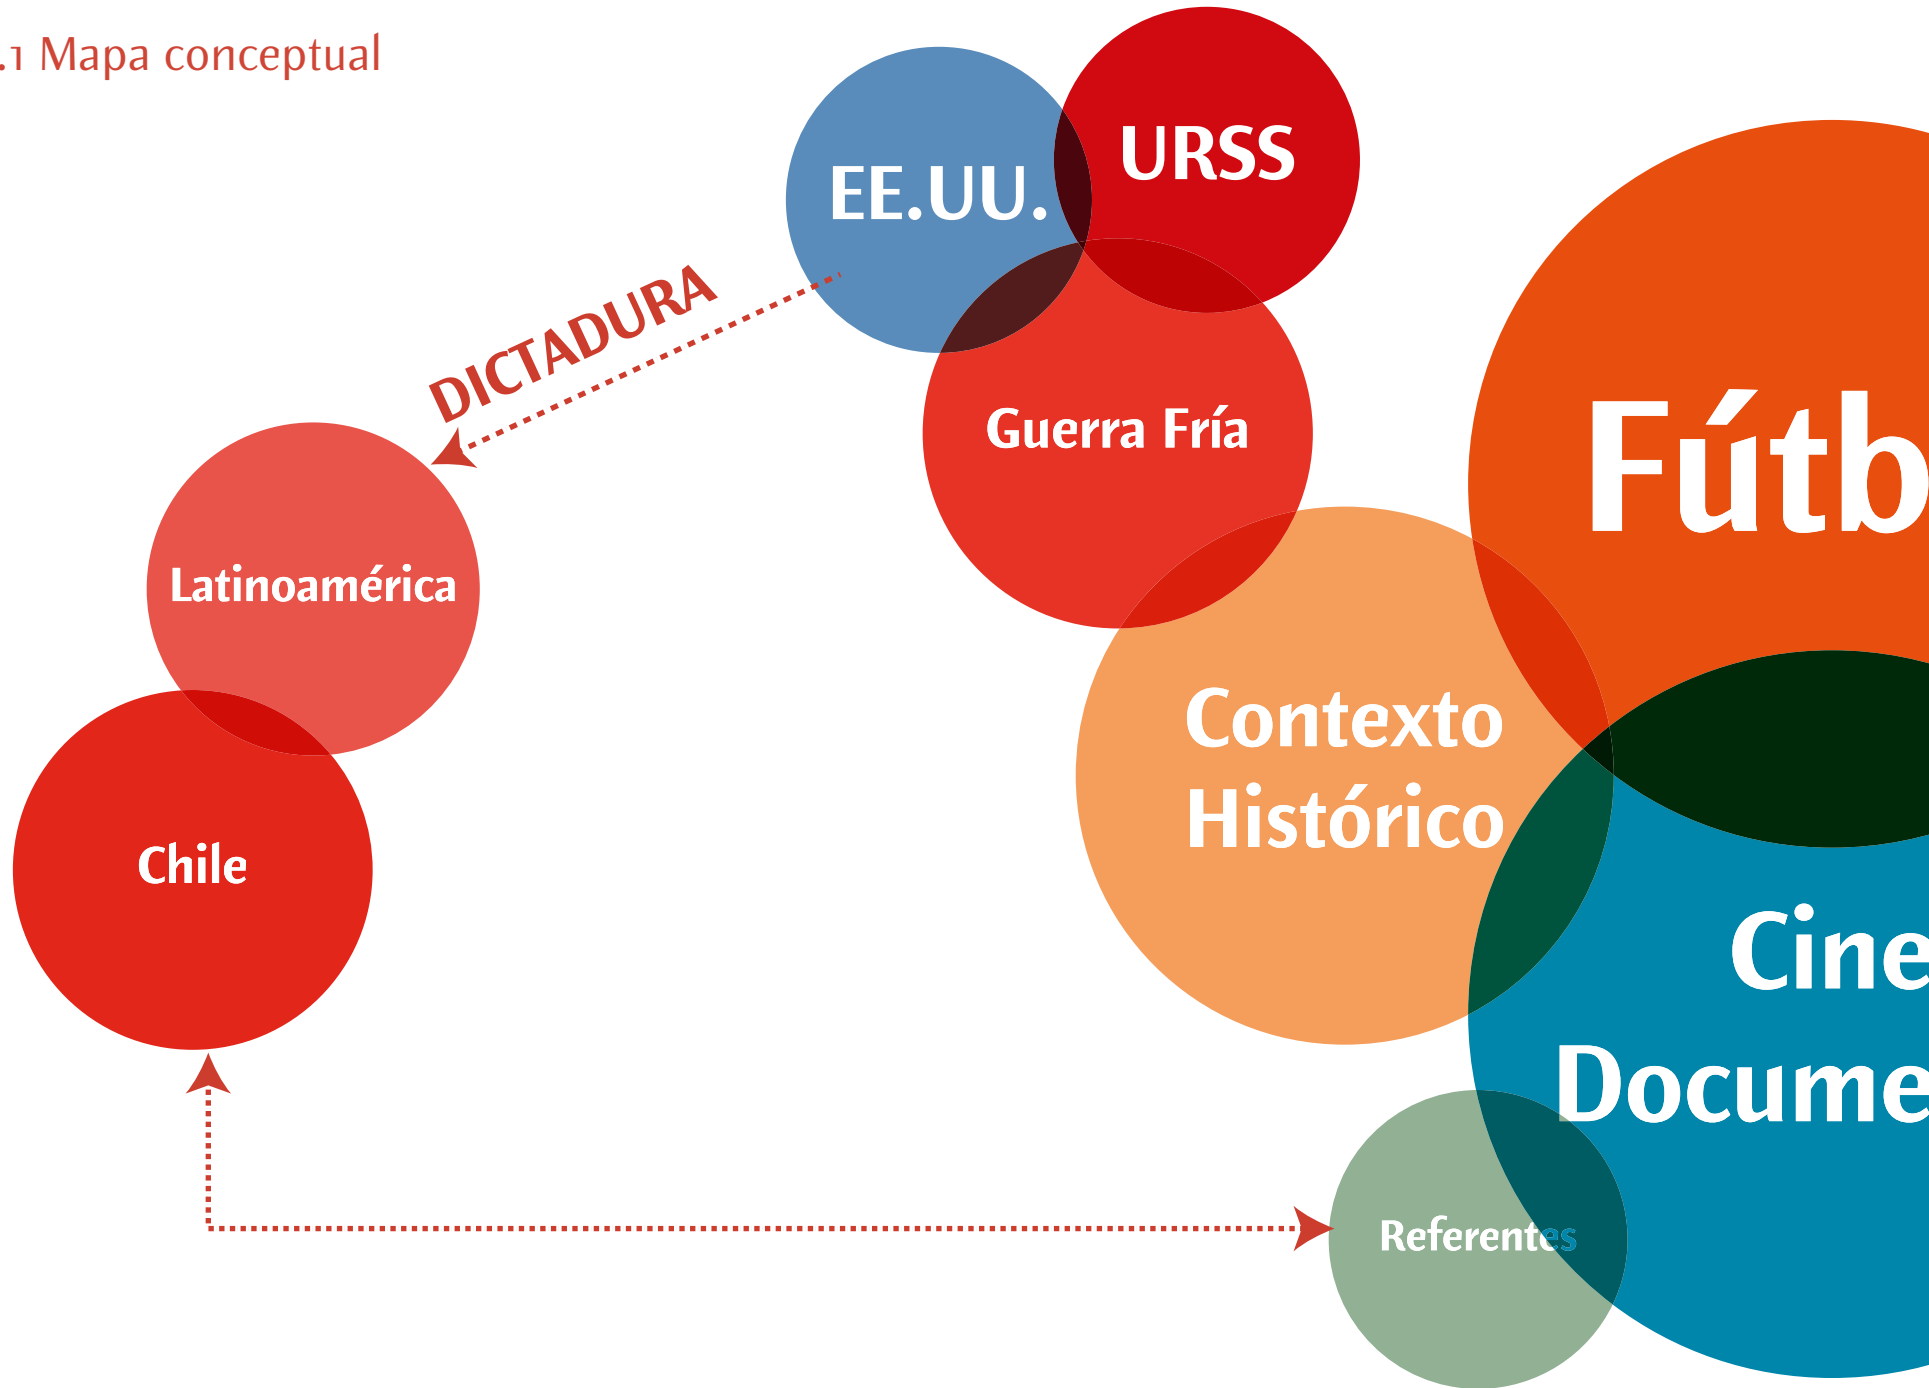 .1 Mapa conceptual
URSS
EE.UU.
DICTADURA
Guerra Fría
Fútb
Latinoamérica
Contexto
Histórico
Chile
Cine
Docume
Referentes